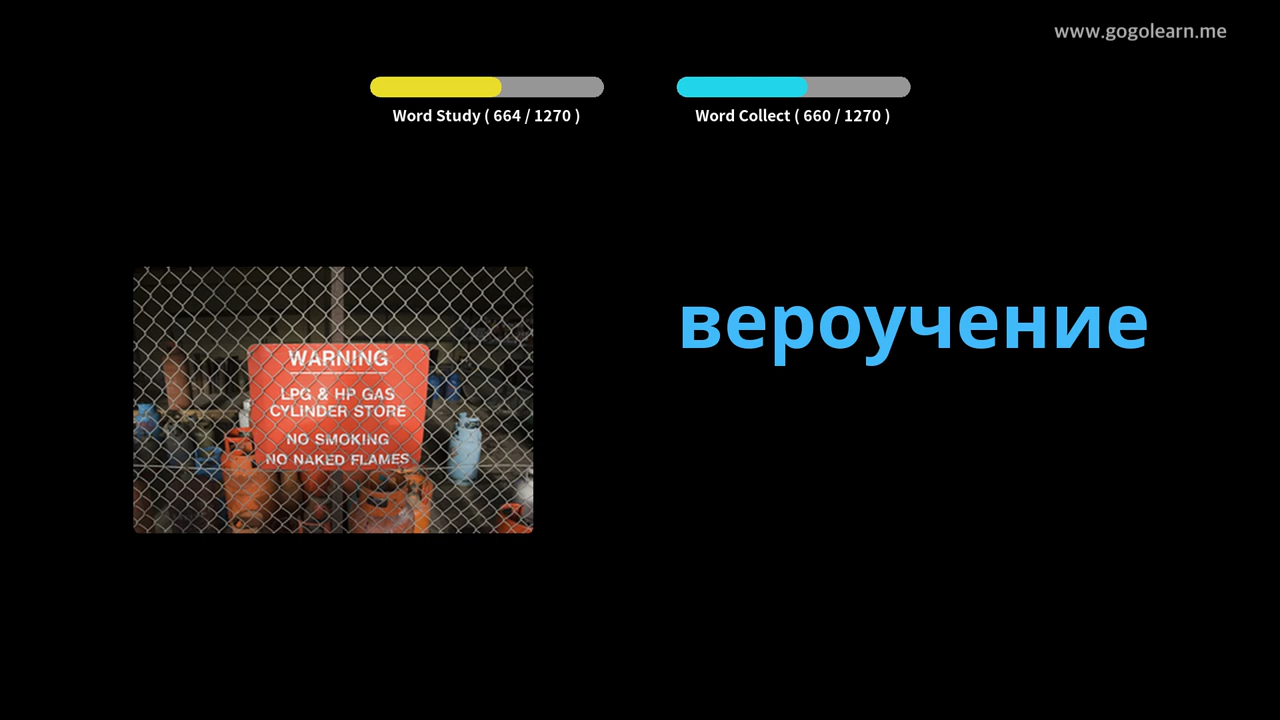 www.gogolearn.me
Word Study ( 664 / 1270 )
Word Collect ( 660 / 1270 )
вероучение
WARNING
LPG & HP GAS
CYLINDER STORE
NO SMOKING
NO NAKED FLAMES